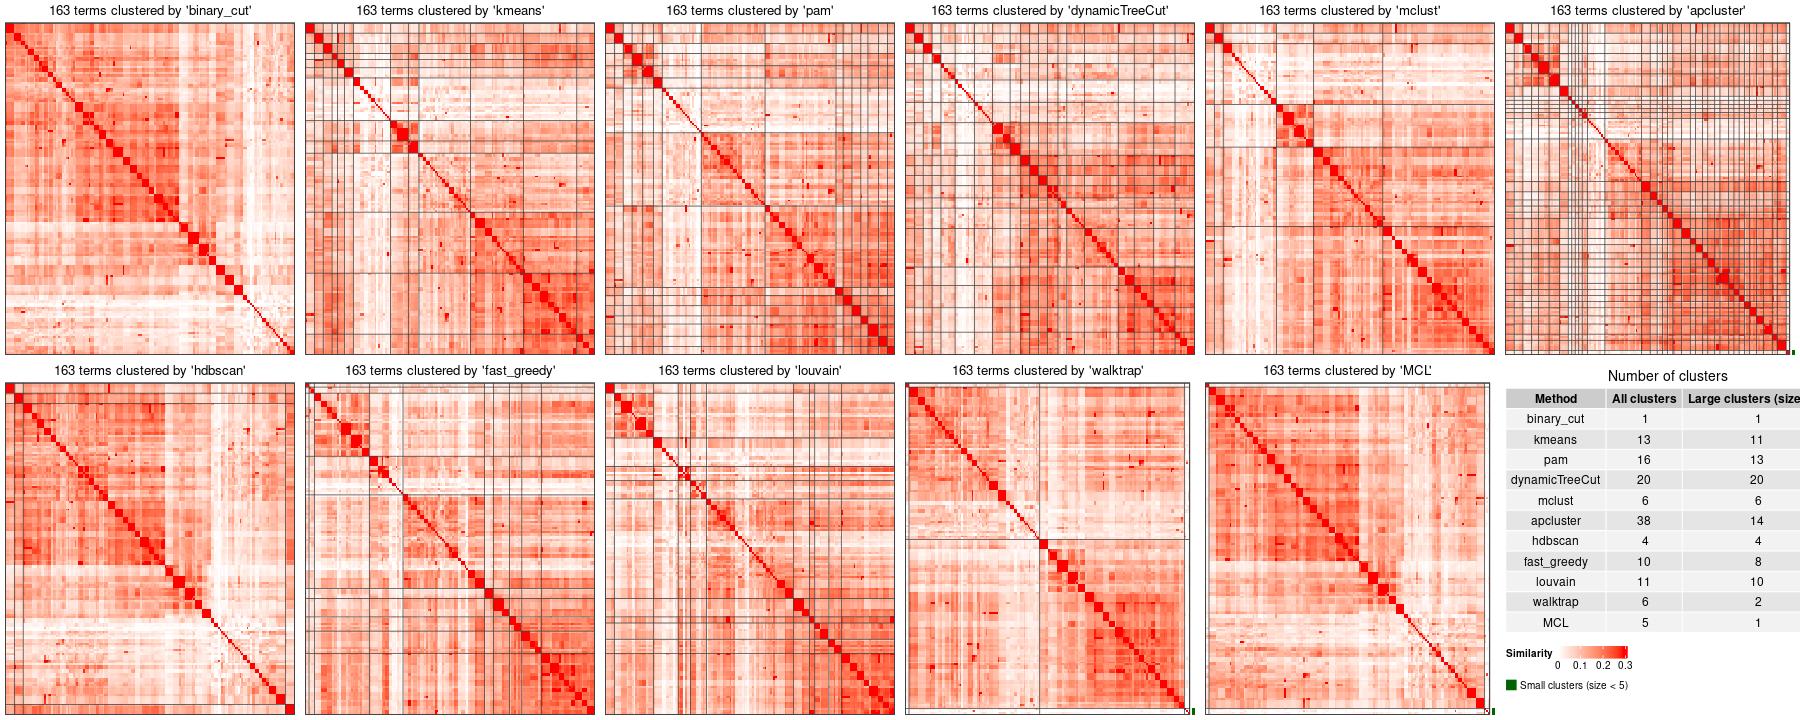 163 terms clustered by 'binary_cut'
163 terms clustered by 'kmeans'
163 terms clustered by 'pam'
163 terms clustered by 'dynamicTreeCut'
163 terms clustered by 'mclust'
163 terms clustered by 'apcluster'
163 terms clustered by 'hdbscan'
163 terms clustered by 'fast_greedy'
163 terms clustered by 'louvain'
163 terms clustered by 'walktrap'
163 terms clustered by 'MCL'
Number of clusters
Method All clusters Large clusters (size
binary_cut 1 1
kmeans 13 11
pam 16 13
dynamicTreeCut 20 20
mclust 6 6
apcluster 38 14
hdbscan 4 4
fast_greedy 10 8
louvain 11 10
walktrap 6 2
MCL 5 1
Similarity
0 0.1 0.2 0.3
Small clusters (size < 5)